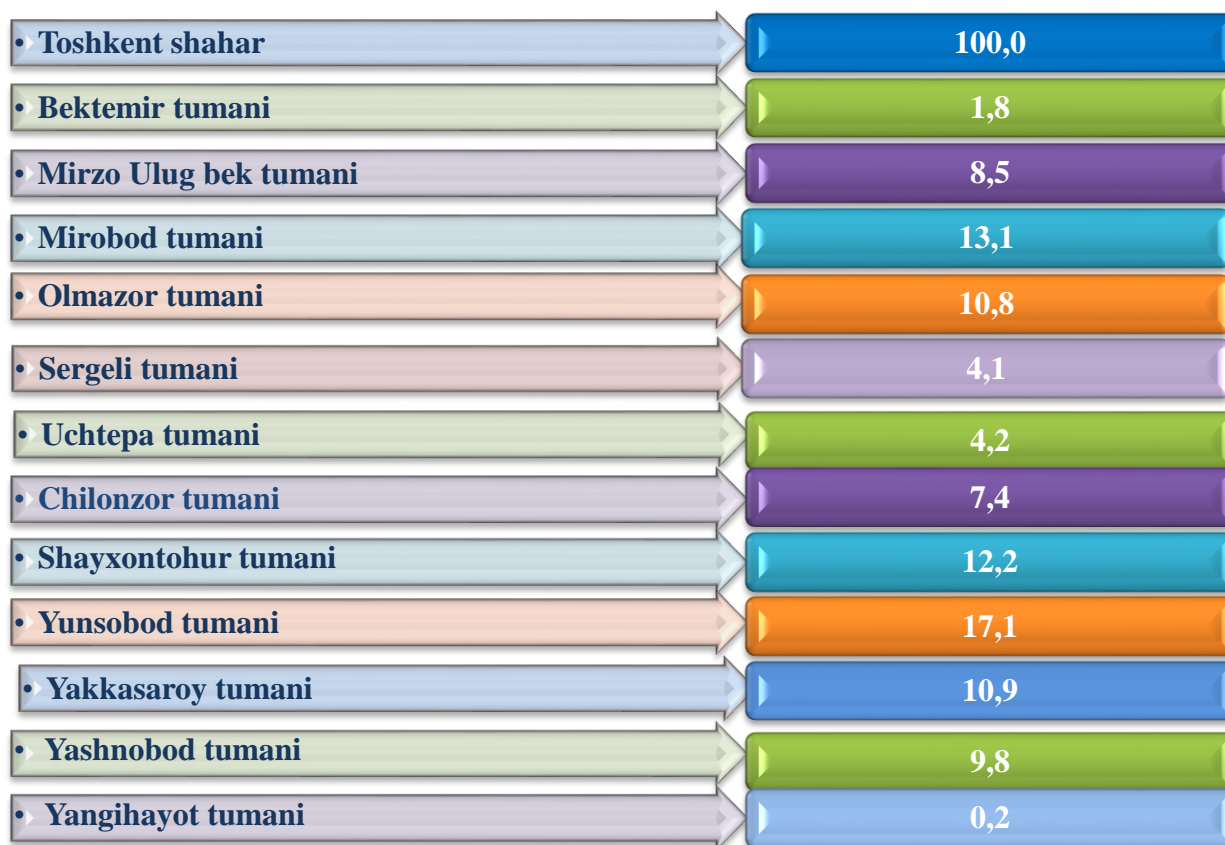 • Toshkent shahar 100,0
• Bektemir tumani 1,8
• Mirzo Ulug bek tumani 8,5
• Mirobod tumani 13,1
• Olmazor tumani 10,8
• Sergeli tumani 4,1
• Uchtepa tumani 4,2
• Chilonzor tumani 7,4
• Shayxontohur tumani 12,2
• Yunsobod tumani 17,1
• Yakkasaroy tumani 10,9
• Yashnobod tumani 9,8
• Yangihayot tumani 0,2